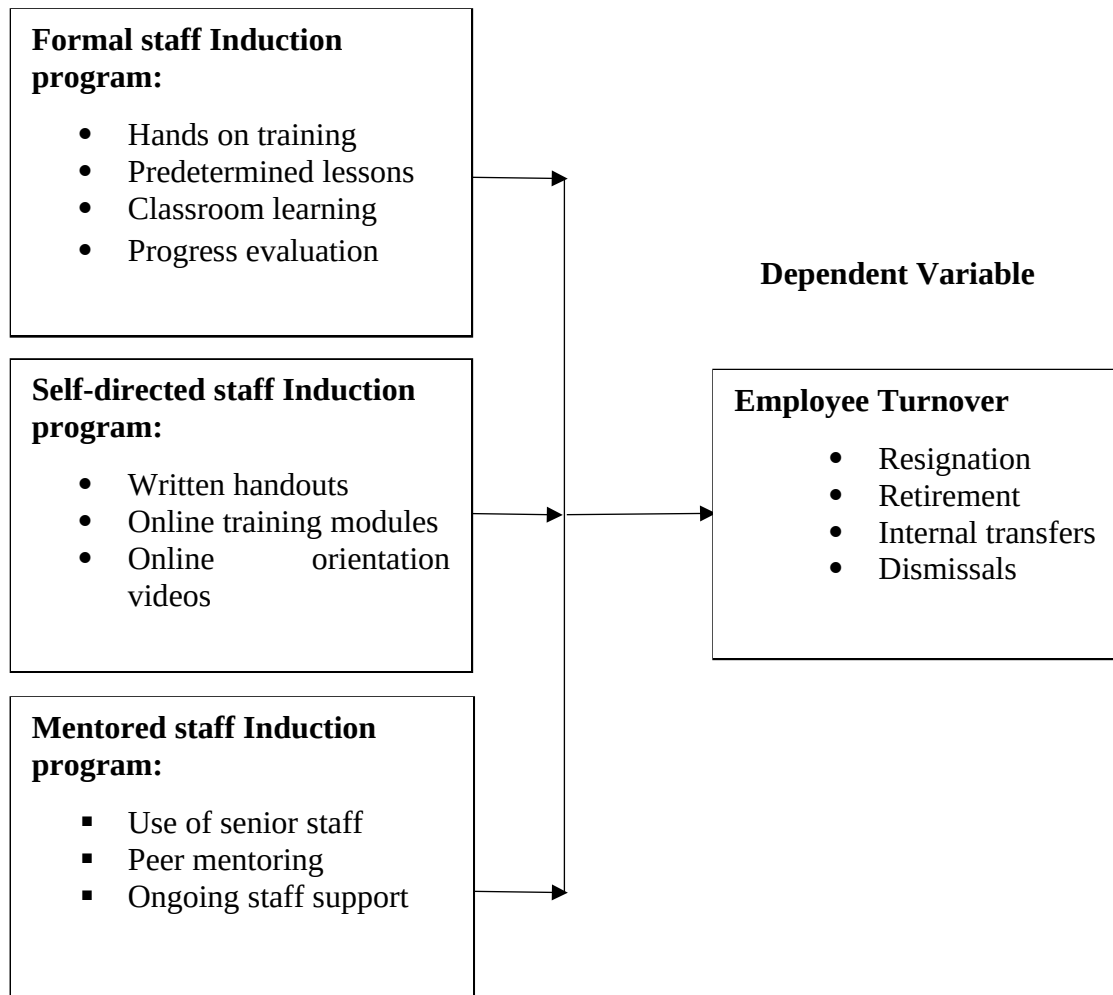 Formal staff Induction
program:
● Hands on training
● Predetermined lessons
● Classroom learning
● Progress evaluation
Self-directed staff Induction
program:
● Written handouts
● Online training modules
● Online orientation
videos
Mentored staff Induction
program:
▪ Use of senior staff
▪ Peer mentoring
▪ Ongoing staff support
Dependent Variable
Employee Turnover
● Resignation
● Retirement
● Internal transfers
● Dismissals